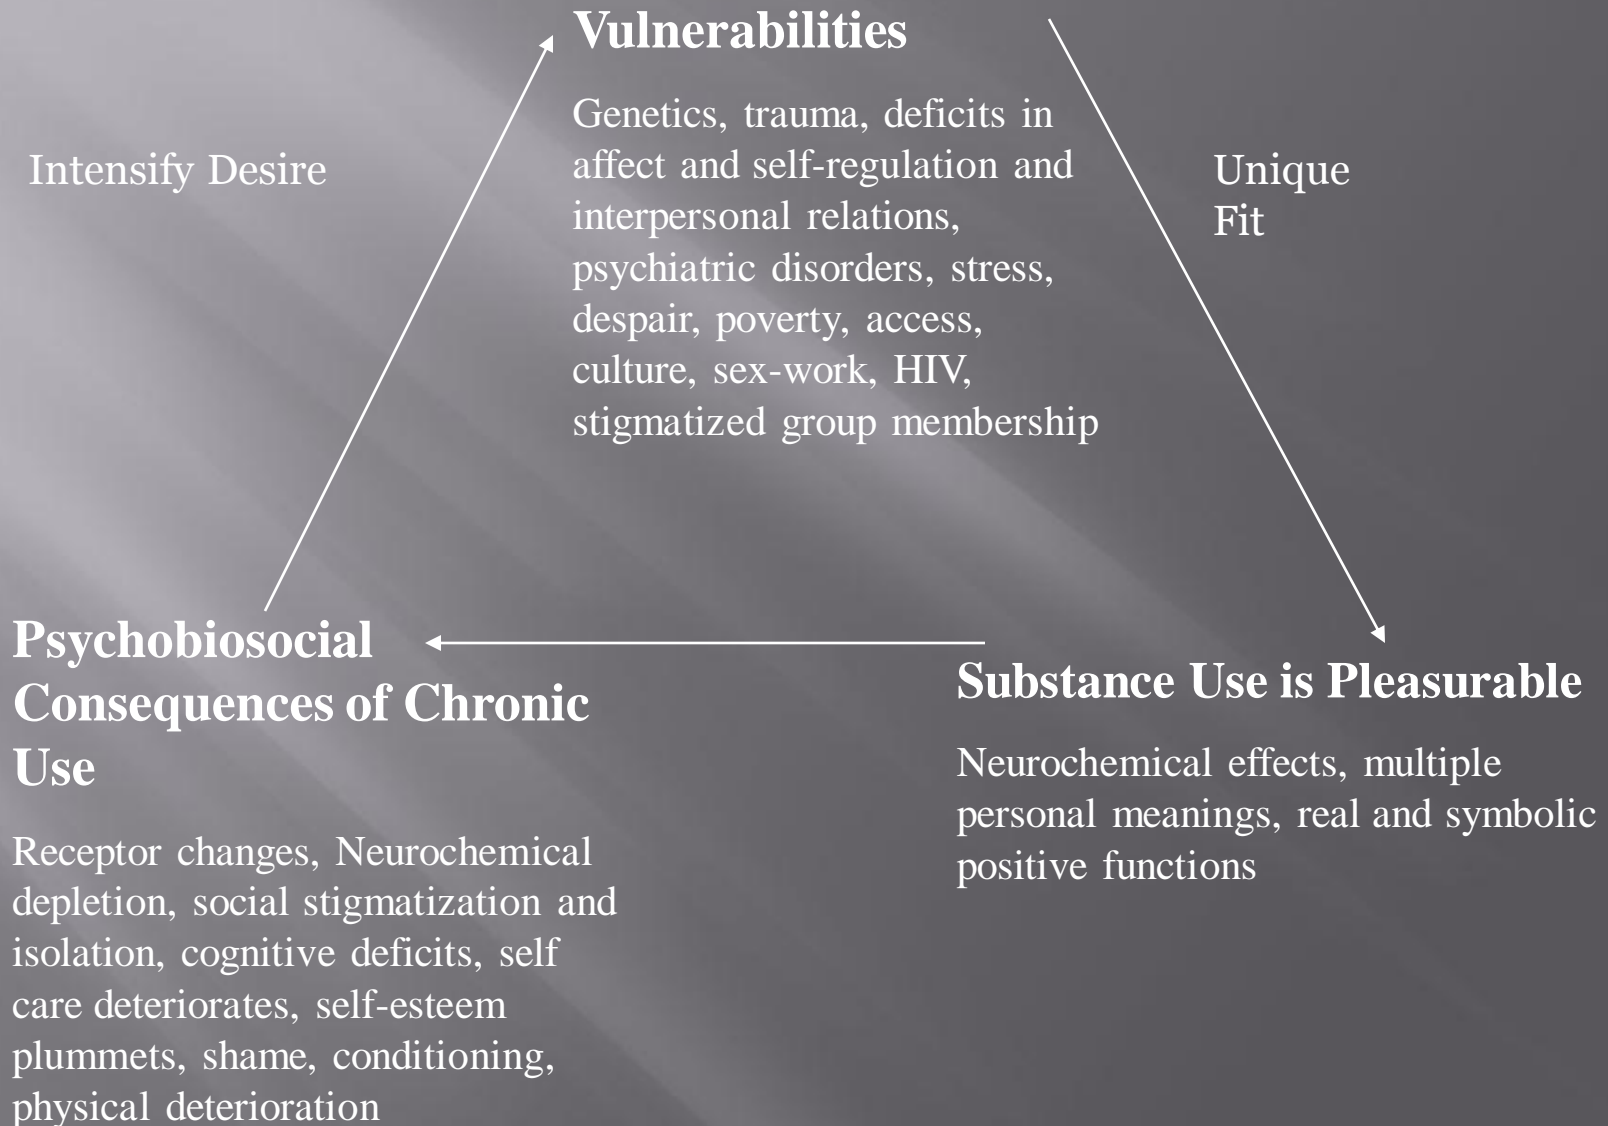 Vulnerabilities
Genetics, trauma, deficits in
affect and self-regulation and
interpersonal relations,
psychiatric disorders, stress,
despair, poverty, access,
culture, sex-work, HIV,
stigmatized group membership
Intensify Desire
Unique
Fit
Psychobiosocial
Consequences of Chronic
Use
Receptor changes, Neurochemical
depletion, social stigmatization and
isolation, cognitive deficits, self
care deteriorates, self-esteem
plummets, shame, conditioning,
physical deterioration
Substance Use is Pleasurable
Neurochemical effects, multiple
personal meanings, real and symbolic
positive functions